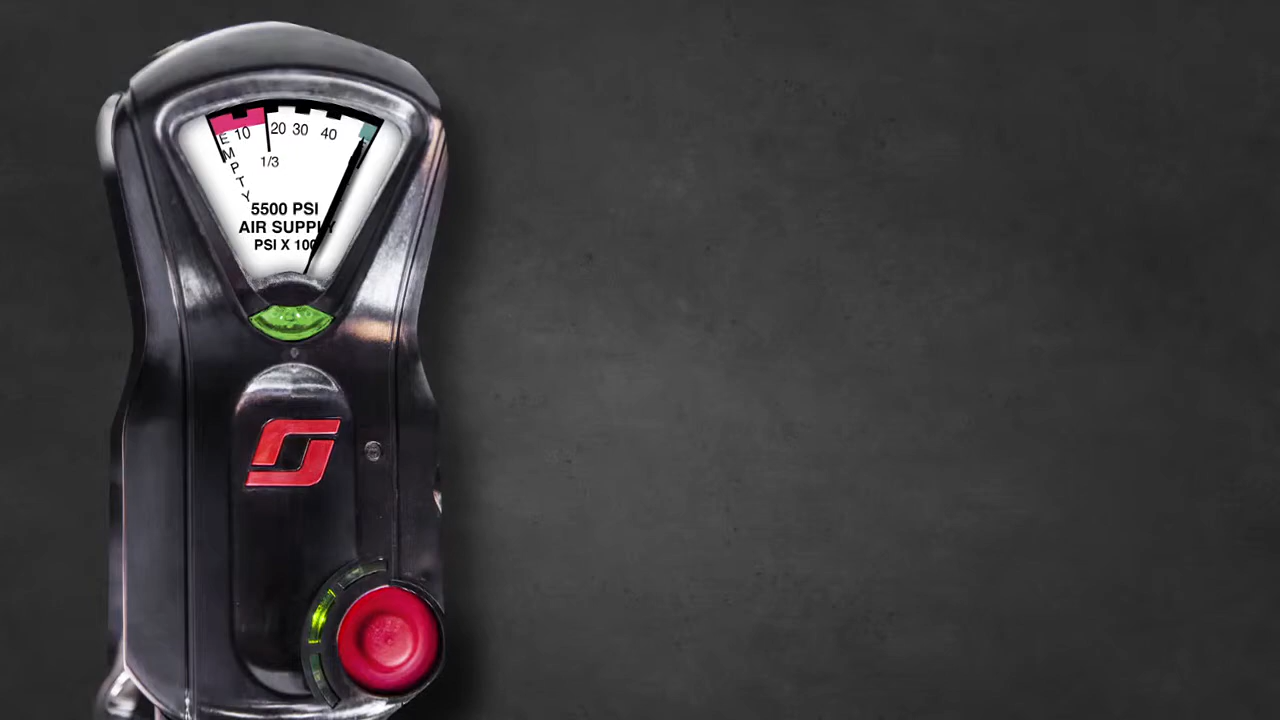 10 20 30 40
1/3
EMPTY
5500 PSI
AIR SUPPLY
PSI X 100